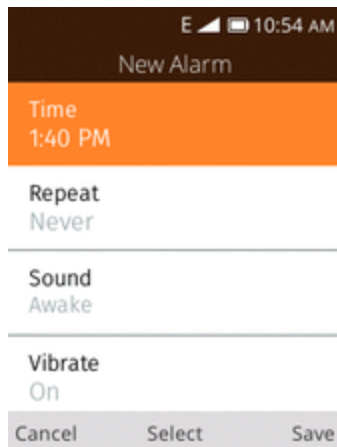 E 10:54 AM
New Alarm
Time
1:40 PM
Repeat
Never
Sound
Awake
Vibrate
On
Cancel Select Save